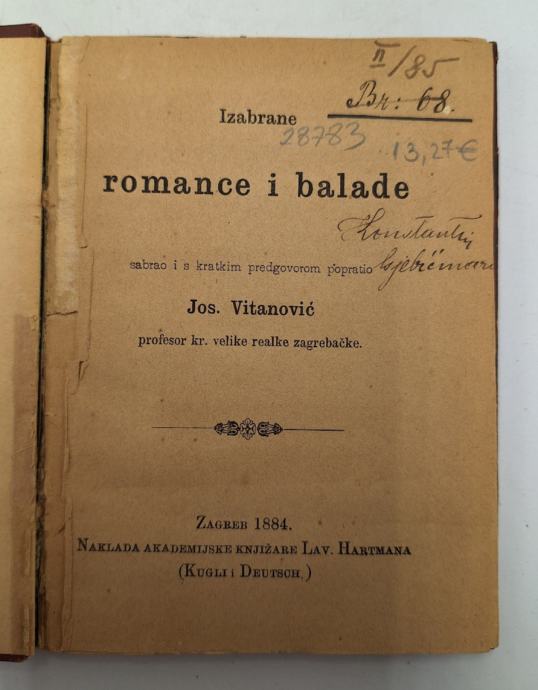 II/85
Br: 68.
Izabrane
28783
13,27€
romance i balade
Konstantin
sabrao i s kratkim predgovorom popratio
Jos. Vitanović
profesor kr. velike realke zagrebačke.
ZAGREB 1884.
NAKLADA AKADEMIJSKE KNJIŽARE LAV. HARTMANA
(KUGLI i DEUTSCH.)